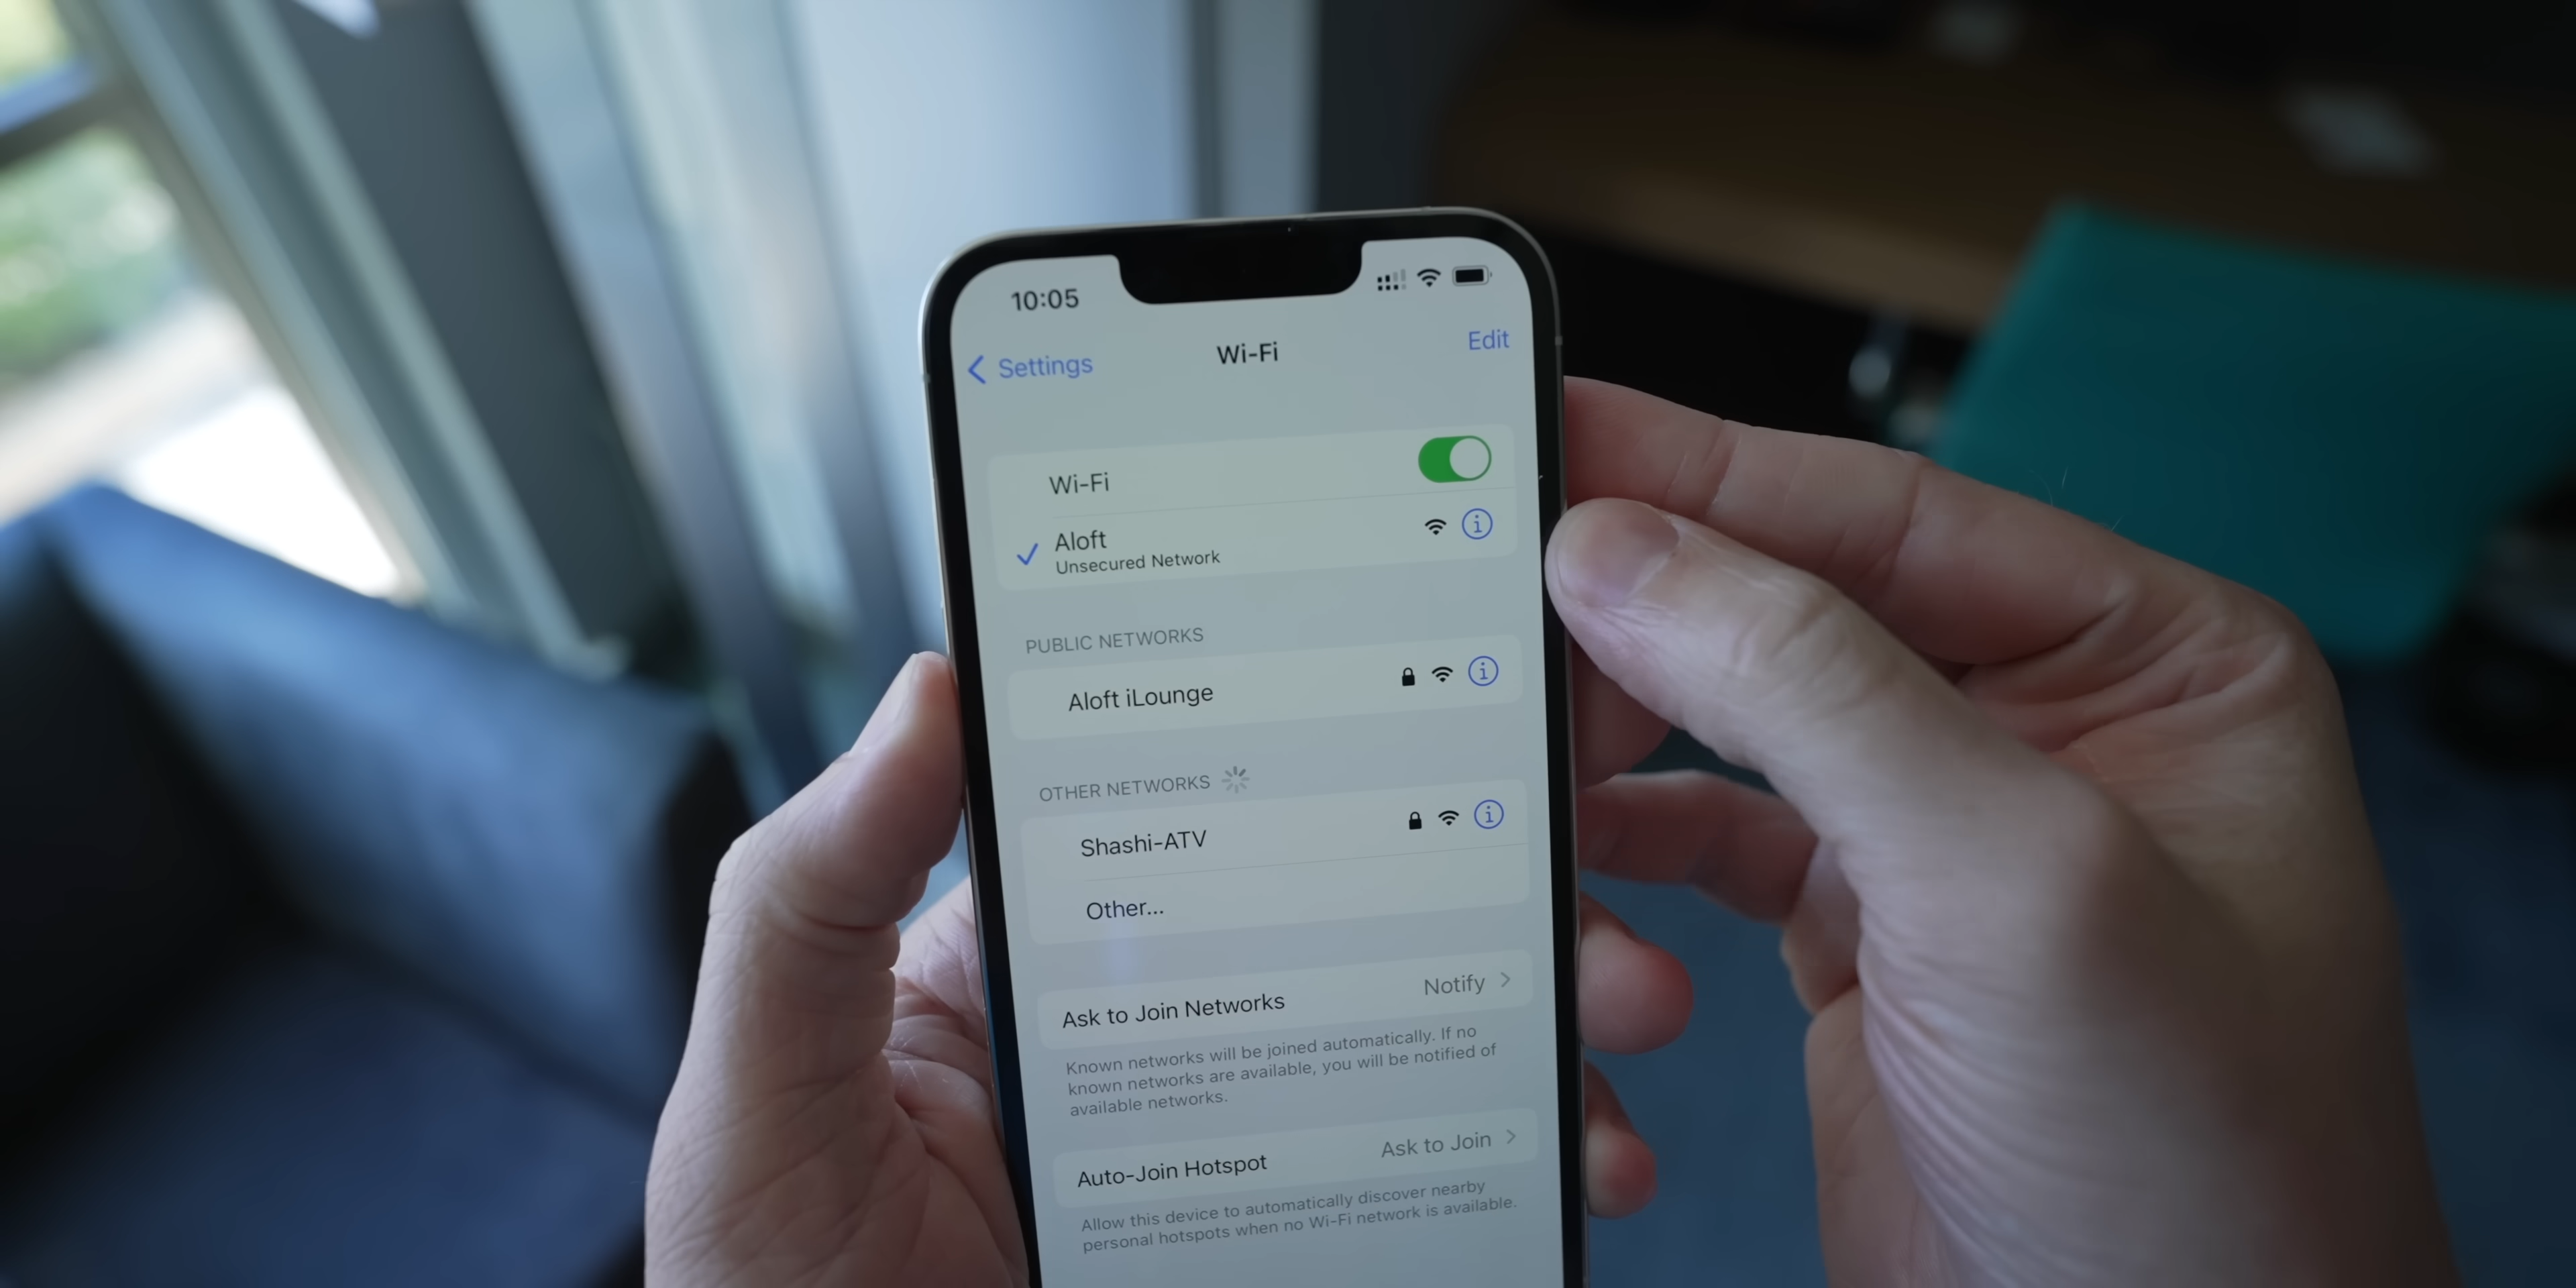 10:05
Settings
Wi-Fi
Edit
Wi-Fi
Aloft
Unsecured Network
PUBLIC NETWORKS
Aloft iLounge
OTHER NETWORKS
Shashi-ATV
Other...
Ask to Join Networks
Notify
Known networks will be joined automatically. If no
known networks are available, you will be notified of
available networks.
Auto-Join Hotspot
Ask to Join
Allow this device to automatically discover nearby
personal hotspots when no Wi-Fi network is available.